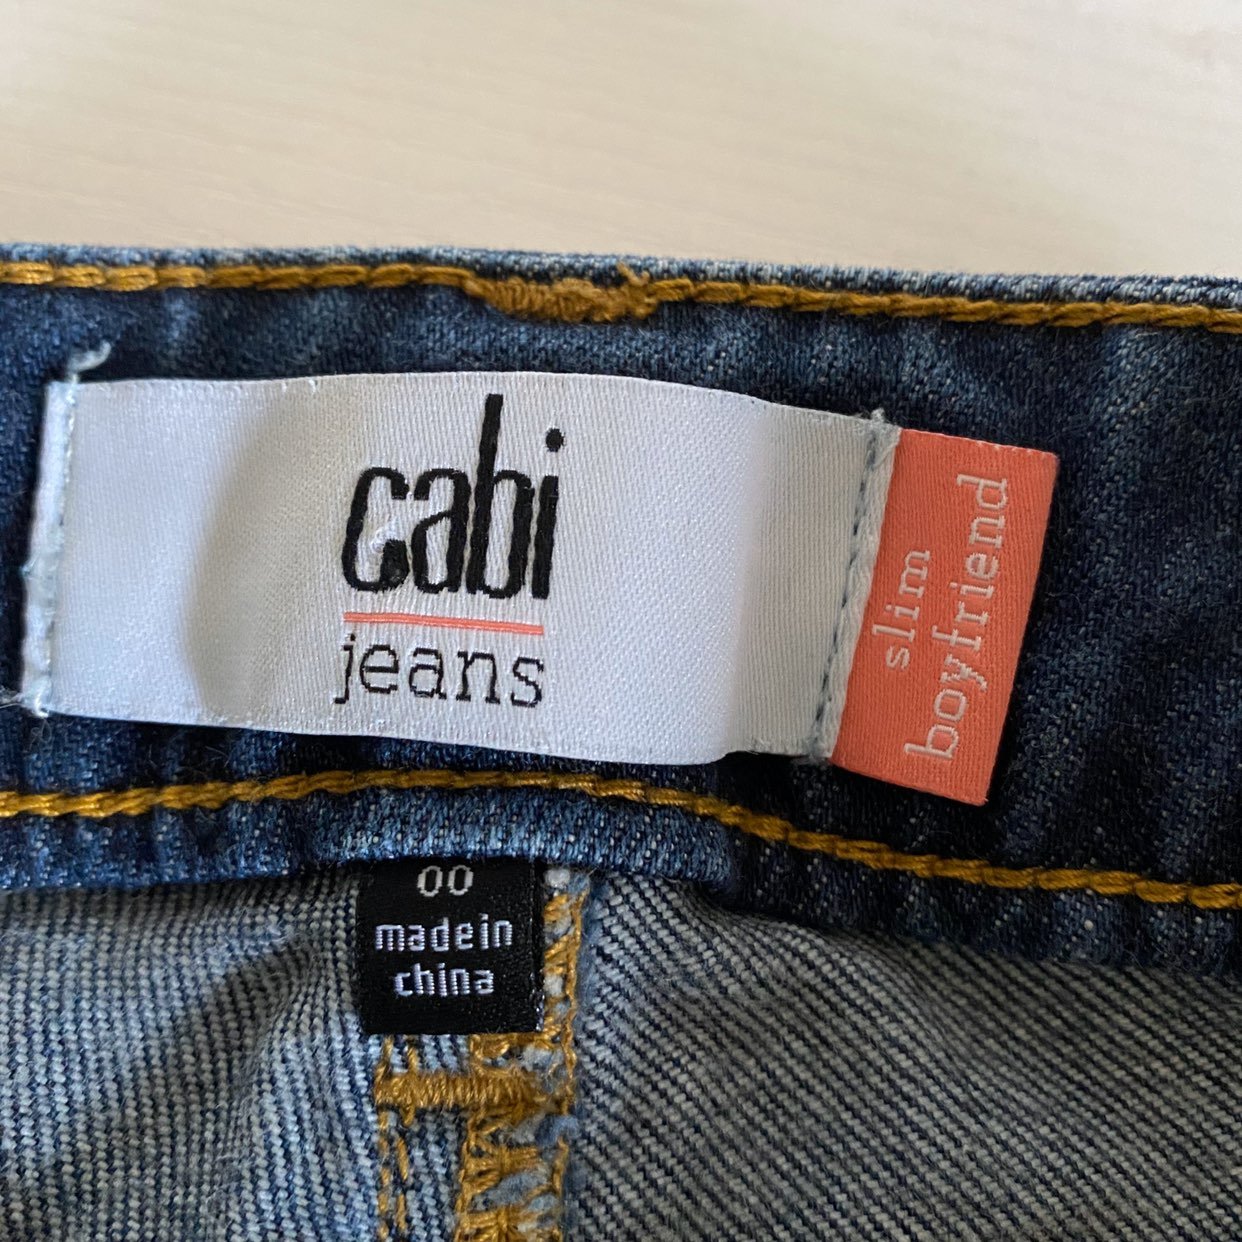 cabi
jeans
slim
boyfriend
00
made in
china